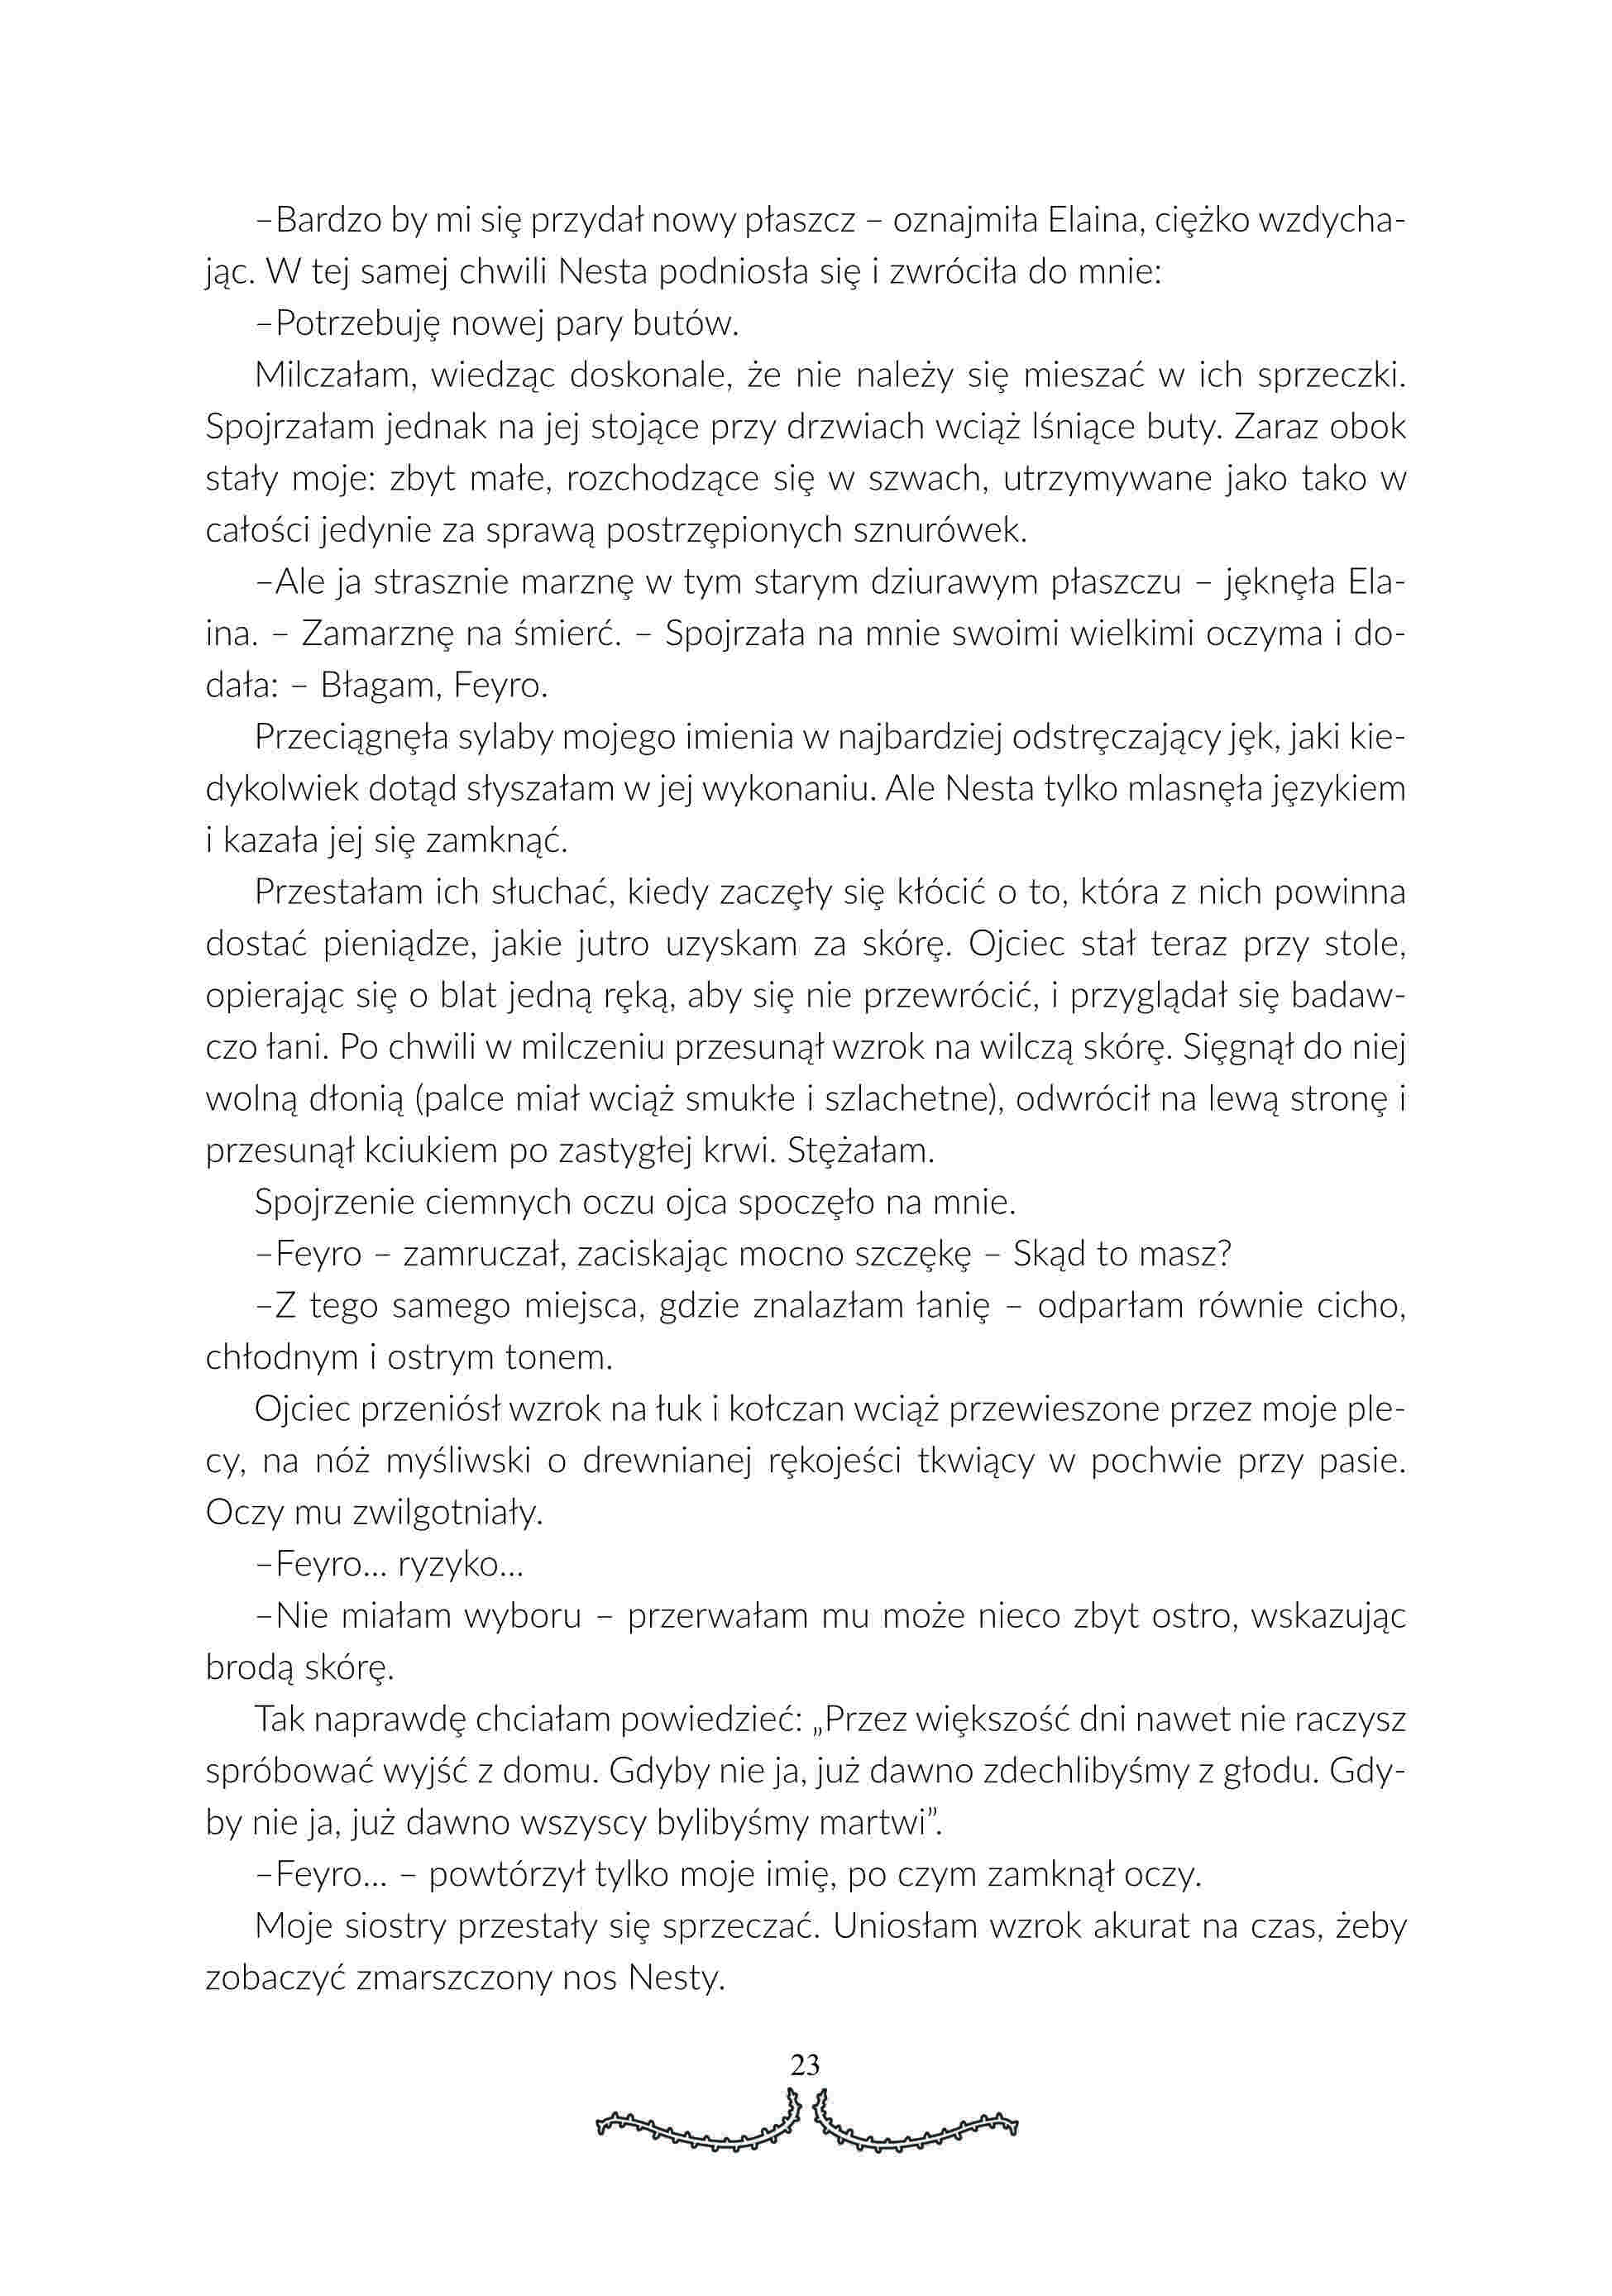 –Bardzo by mi się przydał nowy płaszcz – oznajmiła Elaina, ciężko wzdycha-
jąc. W tej samej chwili Nesta podniosła się i zwróciła do mnie:
–Potrzebuję nowej pary butów.
Milczałam, wiedząc doskonale, że nie należy się mieszać w ich sprzeczki.
Spojrzałam jednak na jej stojące przy drzwiach wciąż lśniące buty. Zaraz obok
stały moje: zbyt małe, rozchodzące się w szwach, utrzymywane jako tako w
całości jedynie za sprawą postrzępionych sznurówek.
–Ale ja strasznie marznę w tym starym dziurawym płaszczu – jęknęła Ela-
ina. – Zamarznę na śmierć. – Spojrzała na mnie swoimi wielkimi oczyma i do-
dała: – Błagam, Feyro.
Przeciągnęła sylaby mojego imienia w najbardziej odstręczający jęk, jaki kie-
dykolwiek dotąd słyszałam w jej wykonaniu. Ale Nesta tylko mlasnęła językiem
i kazała jej się zamknąć.
Przestałam ich słuchać, kiedy zaczęły się kłócić o to, która z nich powinna
dostać pieniądze, jakie jutro uzyskam za skórę. Ojciec stał teraz przy stole,
opierając się o blat jedną ręką, aby się nie przewrócić, i przyglądał się badaw-
czo łani. Po chwili w milczeniu przesunął wzrok na wilczą skórę. Sięgnął do niej
wolną dłonią (palce miał wciąż smukłe i szlachetne), odwrócił na lewą stronę i
przesunął kciukiem po zastygłej krwi. Stężałam.
Spojrzenie ciemnych oczu ojca spoczęło na mnie.
–Feyro – zamruczał, zaciskając mocno szczękę – Skąd to masz?
–Z tego samego miejsca, gdzie znalazłam łanię – odparłam równie cicho,
chłodnym i ostrym tonem.
Ojciec przeniósł wzrok na łuk i kołczan wciąż przewieszone przez moje ple-
cy, na nóż myśliwski o drewnianej rękojeści tkwiący w pochwie przy pasie.
Oczy mu zwilgotniały.
–Feyro... ryzyko...
–Nie miałam wyboru – przerwałam mu może nieco zbyt ostro, wskazując
brodą skórę.
Tak naprawdę chciałam powiedzieć: „Przez większość dni nawet nie raczysz
spróbować wyjść z domu. Gdyby nie ja, już dawno zdechlibyśmy z głodu. Gdy-
by nie ja, już dawno wszyscy bylibyśmy martwi”.
–Feyro... – powtórzył tylko moje imię, po czym zamknął oczy.
Moje siostry przestały się sprzeczać. Uniosłam wzrok akurat na czas, żeby
zobaczyć zmarszczony nos Nesty.
23